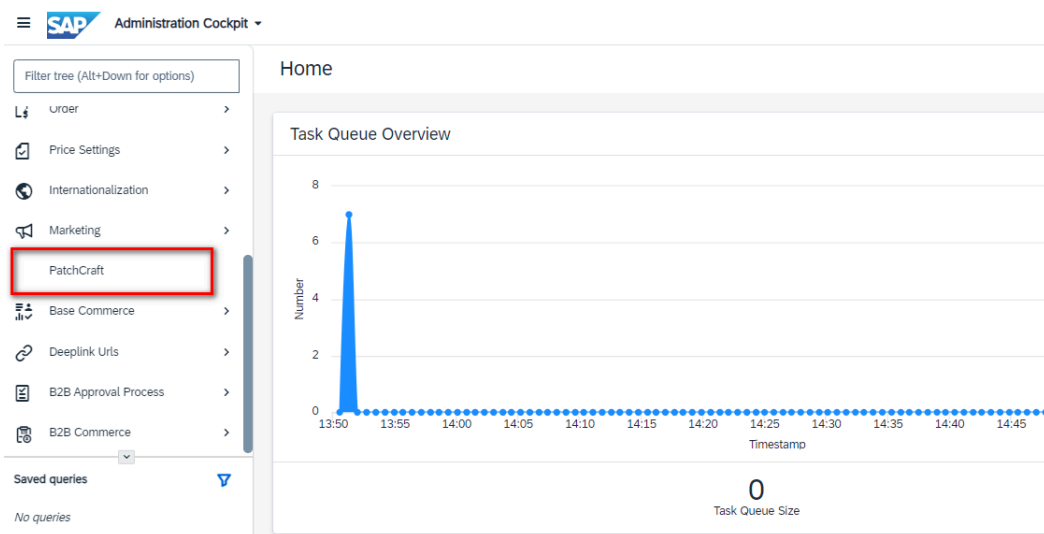 SAP Administration Cockpit
Filter tree (Alt+Down for options)
Home
Order
Price Settings
Internationalization
Marketing
PatchCraft
Base Commerce
Deeplink Urls
B2B Approval Process
B2B Commerce
Saved queries
No queries
Task Queue Overview
8
6
4
2
0
Number
13:50 13:55 14:00 14:05 14:10 14:15 14:20 14:25 14:30 14:35 14:40 14:45
Timestamp
0
Task Queue Size